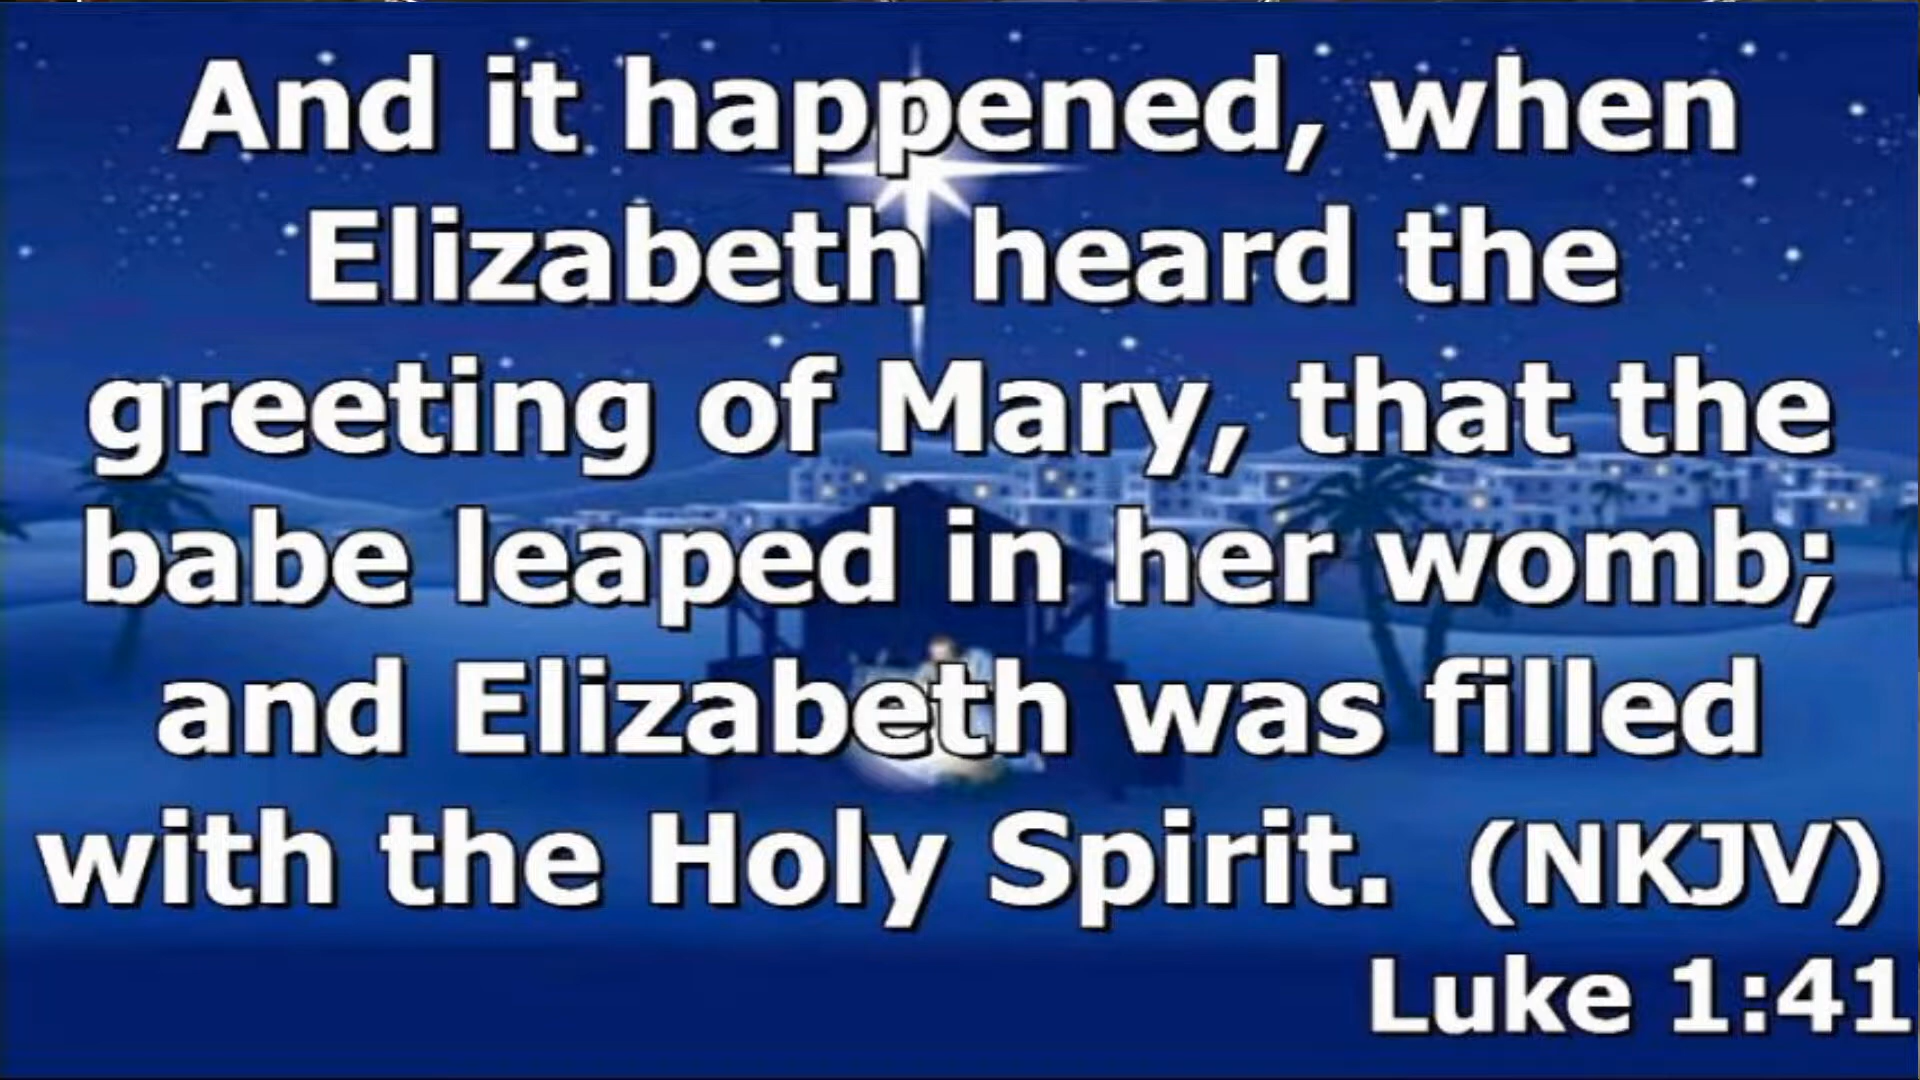 And it happened, when
Elizabeth heard the
greeting of Mary, that the
babe leaped in her womb;
and Elizabeth was filled
with the Holy Spirit. (NKJV)
Luke 1:41